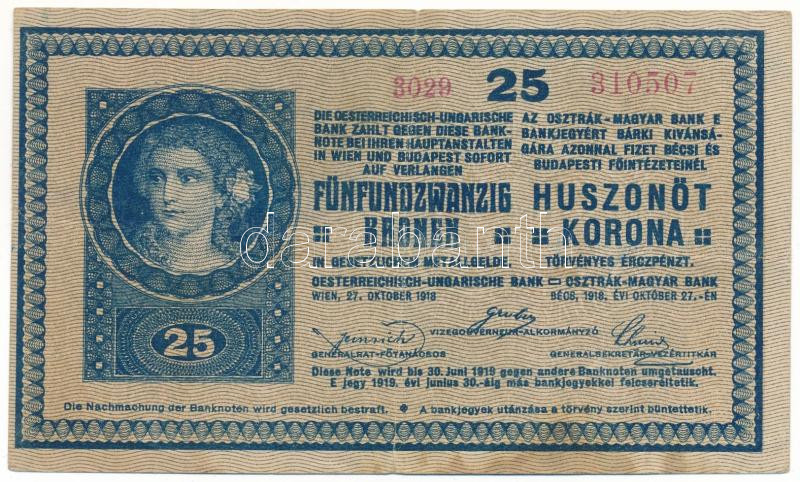 3029 25 310507
DIE OESTERREICHISCH-UNGARISCHE
BANK ZAHLT GEGEN DIESE BANK-
NOTE BEI IHREN HAUPTANSTALTEN
IN WIEN UND BUDAPEST SOFORT
AUF VERLANGEN
FÜNFUNDZWANZIG
KRONEN
IN GESETZLICHEM METALLGELDE.
AZ OSZTRÁK-MAGYAR BANK E
BANKJEGYÉRT BÁRKI KIVÁNSÁ-
GÁRA AZONNAL FIZET BÉCSI ÉS
BUDAPESTI FŐINTÉZETEINÉL
HUSZONÖT
KORONA
TÖRVÉNYES ÉRCZPÉNZT.
OESTERREICHISCH-UNGARISCHE BANK OSZTRÁK-MAGYAR BANK
WIEN, 27. OKTOBER 1918 BÉCS, 1918. ÉVI OKTÓBER 27.-ÉN
VIZEGOUVERNEUR-ALKORMÁNYZÓ
GENERALRAT-FŐTANÁCSOS
GENERALSEKRETÄR-VEZÉRTITKÁR
Diese Note wird bis 30. Juni 1919 gegen andere Banknoten umgetauscht.
E jegy 1919. évi junius 30.-áig más bankjegyekkel felcseréltetik.
Die Nachmachung der Banknoten wird gesetzlich bestraft. A bankjegyek utánzása a törvény szerint büntettetik.
25
darabanth